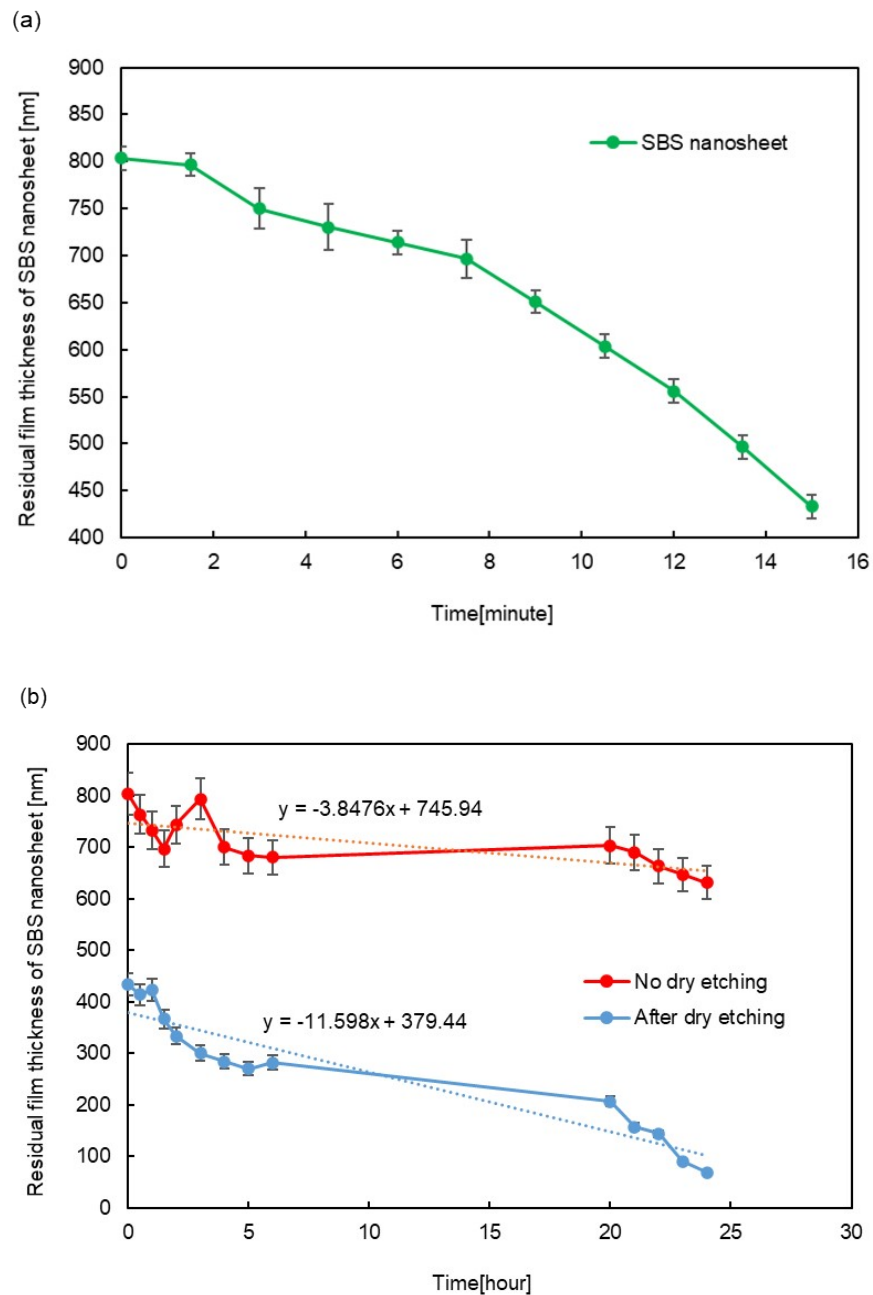 (a)
Residual film thickness of SBS nanosheet [nm]
900
850
800
750
700
650
600
550
500
450
400
SBS nanosheet
0 2 4 6 8 10 12 14 16
Time[minute]
(b)
Residual film thickness of SBS nanosheet [nm]
900
800
700
600
500
400
300
200
100
0
y = -3.8476x + 745.94
No dry etching
After dry etching
y = -11.598x + 379.44
0 5 10 15 20 25 30
Time[hour]